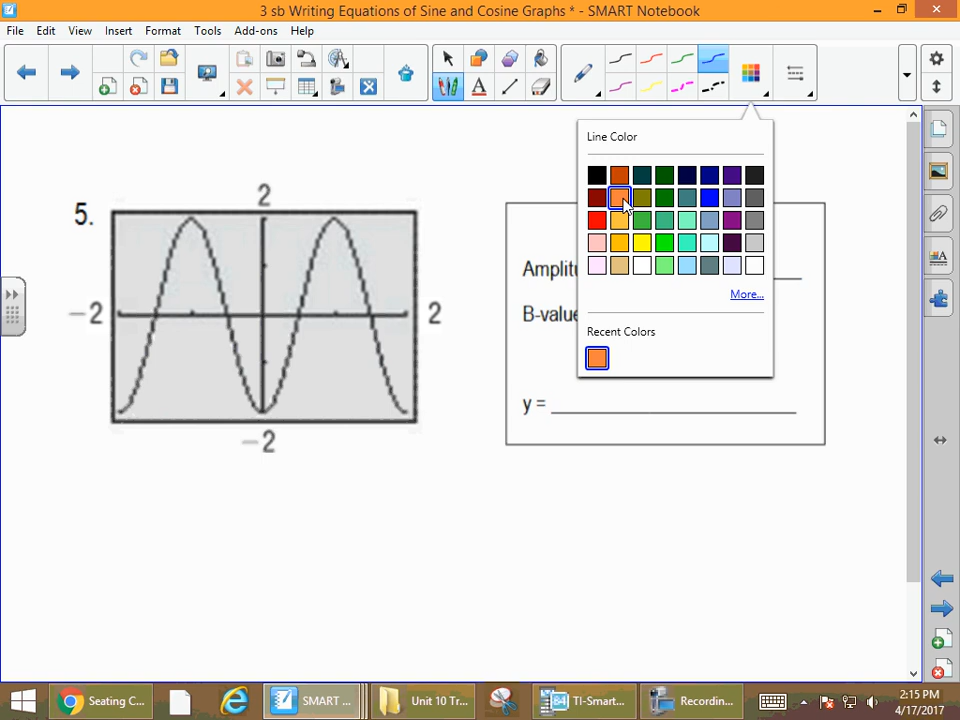 3 sb Writing Equations of Sine and Cosine Graphs * - SMART Notebook
File Edit View Insert Format Tools Add-ons Help
Line Color
More...
Recent Colors
5.
2
−2
2
−2
Amplitu
B-value
y =
Seating C...
SMART ...
Unit 10 Tr...
TI-Smart...
Recordin...
2:15 PM
4/17/2017